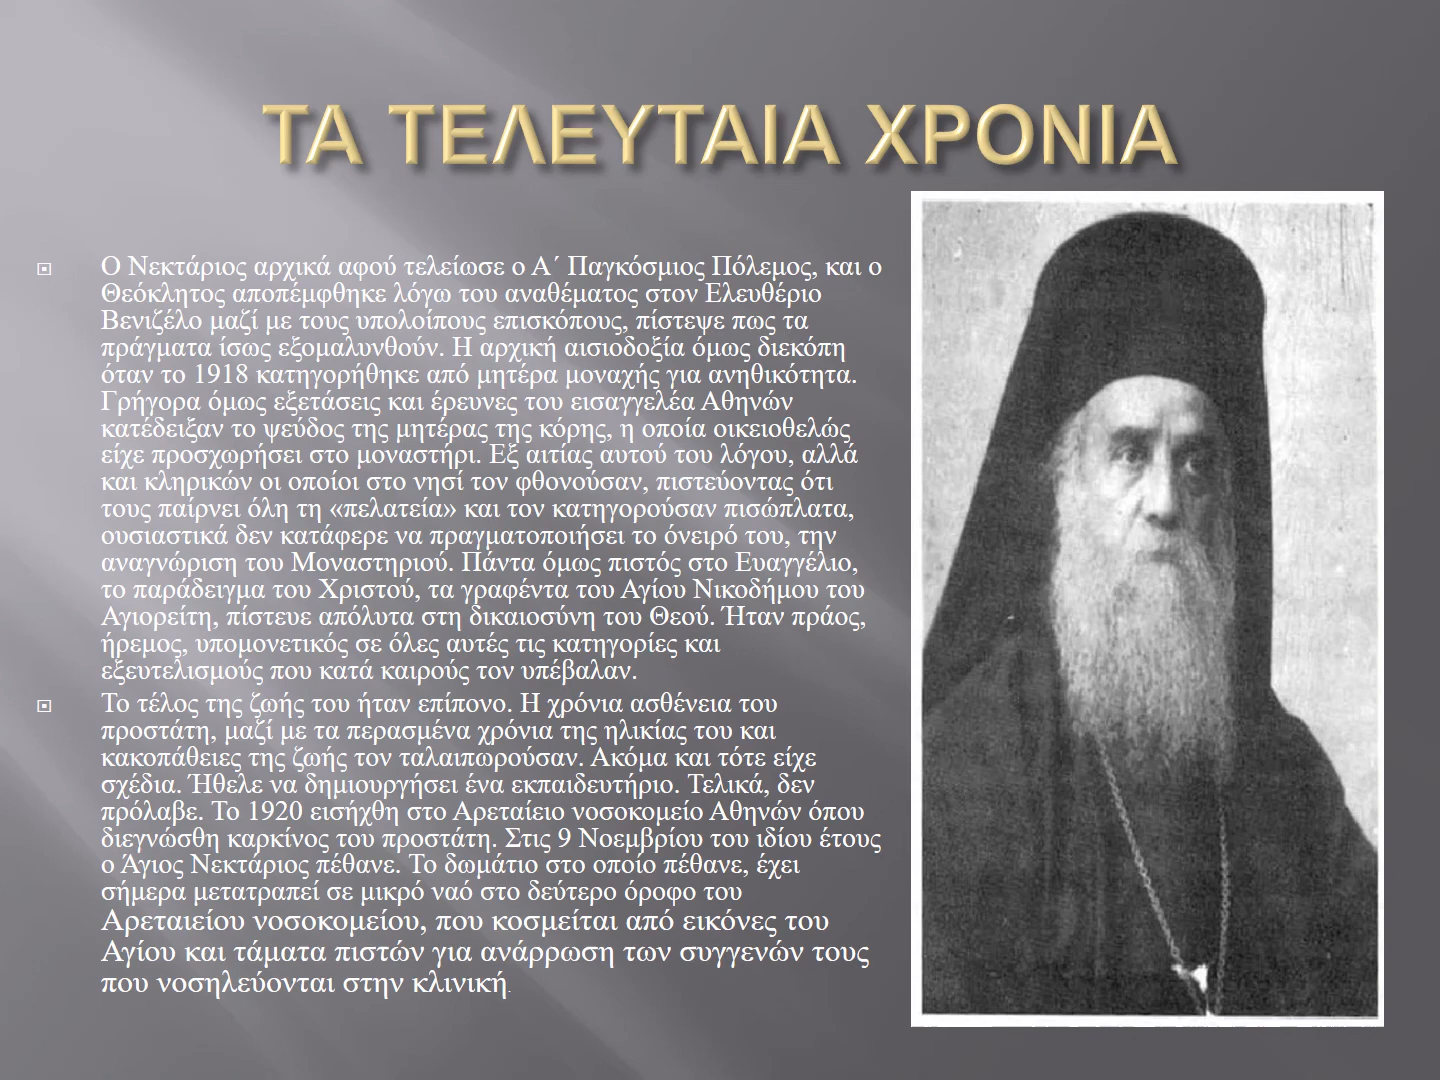 ΤΑ ΤΕΛΕΥΤΑΙΑ ΧΡΟΝΙΑ
Ο Νεκτάριος αρχικά αφού τελείωσε ο Α΄ Παγκόσμιος Πόλεμος, και ο
Θεόκλητος αποπέμφθηκε λόγω του αναθέματος στον Ελευθέριο
Βενιζέλο μαζί με τους υπολοίπους επισκόπους, πίστεψε πως τα
πράγματα ίσως εξομαλυνθούν. Η αρχική αισιοδοξία όμως διεκόπη
όταν το 1918 κατηγορήθηκε από μητέρα μοναχής για ανηθικότητα.
Γρήγορα όμως εξετάσεις και έρευνες του εισαγγελέα Αθηνών
κατέδειξαν το ψεύδος της μητέρας της κόρης, η οποία οικειοθελώς
είχε προσχωρήσει στο μοναστήρι. Εξ αιτίας αυτού του λόγου, αλλά
και κληρικών οι οποίοι στο νησί τον φθονούσαν, πιστεύοντας ότι
τους παίρνει όλη τη «πελατεία» και τον κατηγορούσαν πισώπλατα,
ουσιαστικά δεν κατάφερε να πραγματοποιήσει το όνειρό του, την
αναγνώριση του Μοναστηριού. Πάντα όμως πιστός στο Ευαγγέλιο,
το παράδειγμα του Χριστού, τα γραφέντα του Αγίου Νικοδήμου του
Αγιορείτη, πίστευε απόλυτα στη δικαιοσύνη του Θεού. Ήταν πράος,
ήρεμος, υπομονετικός σε όλες αυτές τις κατηγορίες και
εξευτελισμούς που κατά καιρούς τον υπέβαλαν.
Το τέλος της ζωής του ήταν επίπονο. Η χρόνια ασθένεια του
προστάτη, μαζί με τα περασμένα χρόνια της ηλικίας του και
κακοπάθειες της ζωής τον ταλαιπωρούσαν. Ακόμα και τότε είχε
σχέδια. Ήθελε να δημιουργήσει ένα εκπαιδευτήριο. Τελικά, δεν
πρόλαβε. Το 1920 εισήχθη στο Αρεταίειο νοσοκομείο Αθηνών όπου
διεγνώσθη καρκίνος του προστάτη. Στις 9 Νοεμβρίου του ιδίου έτους
ο Άγιος Νεκτάριος πέθανε. Το δωμάτιο στο οποίο πέθανε, έχει
σήμερα μετατραπεί σε μικρό ναό στο δεύτερο όροφο του
Αρεταιείου νοσοκομείου, που κοσμείται από εικόνες του
Αγίου και τάματα πιστών για ανάρρωση των συγγενών τους
που νοσηλεύονται στην κλινική.